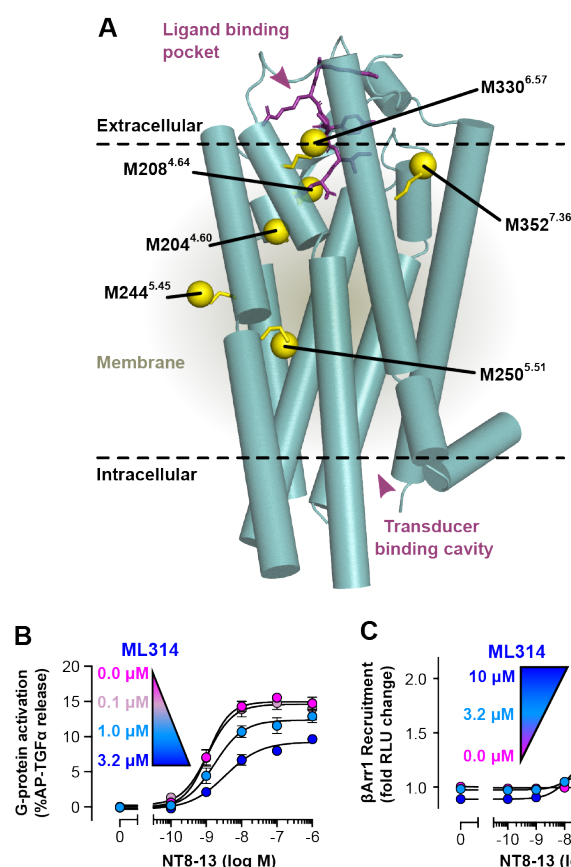 A
Ligand binding
pocket
M330^6.57
Extracellular
M208^4.64
M352^7.36
M204^4.60
M244^5.45
Membrane
M250^5.51
Intracellular
Transducer
binding cavity
B
ML314
0.0 µM
0.1 µM
1.0 µM
3.2 µM
G-protein activation
(%AP-TGFα release)
20
15
10
5
0
0 -10 -9 -8 -7 -6
NT8-13 (log M)
C
ML314
10 µM
3.2 µM
0.0 µM
βArr1 Recruitment
(fold RLU change)
2.0
1.5
1.0
0 -10 -9 -8
NT8-13 (log M)